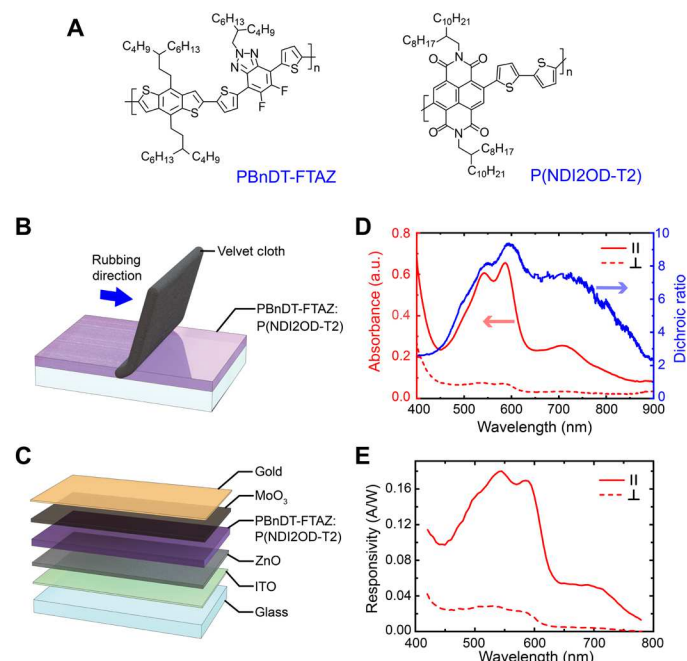 A
C₆H₁₃
C₄H₉
C₄H₉
C₆H₁₃
N
N
N
S
S
S
S
F
F
n
C₆H₁₃
C₄H₉
PBnDT-FTAZ
C₁₀H₂₁
C₈H₁₇
O
N
O
S
S
n
O
N
O
C₈H₁₇
C₁₀H₂₁
P(NDI2OD-T2)
B
Rubbing
direction
Velvet cloth
PBnDT-FTAZ:
P(NDI2OD-T2)
C
Gold
MoO₃
PBnDT-FTAZ:
P(NDI2OD-T2)
ZnO
ITO
Glass
D
Absorbance (a.u.)
0.8
0.6
0.4
0.2
0.0
||
⊥
10
8
6
4
2
0
Dichroic ratio
400 500 600 700 800 900
Wavelength (nm)
E
Responsivity (A/W)
0.16
0.12
0.08
0.04
0.00
||
⊥
400 500 600 700 800
Wavelength (nm)